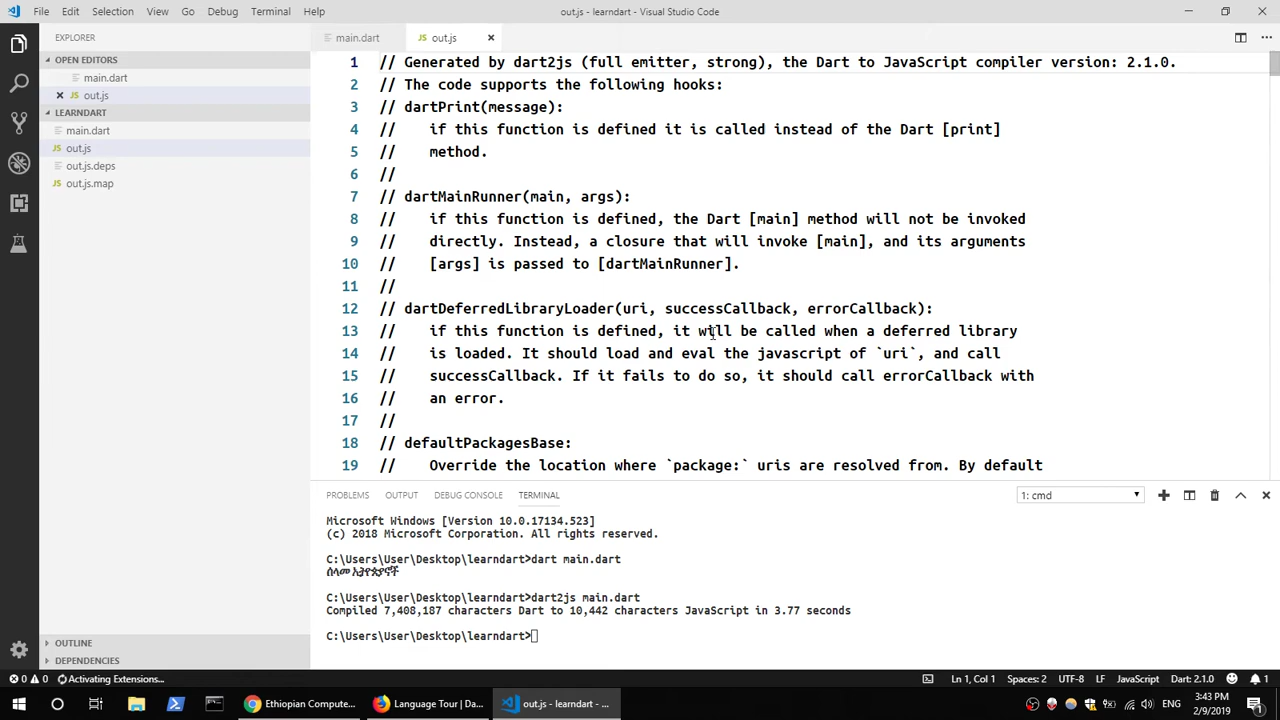 File Edit Selection View Go Debug Terminal Help
out.js - learndart - Visual Studio Code
EXPLORER
OPEN EDITORS
main.dart
out.js
LEARNDART
main.dart
JS out.js
out.js.deps
JS out.js.map
OUTLINE
DEPENDENCIES
main.dart JS out.js
1 // Generated by dart2js (full emitter, strong), the Dart to JavaScript compiler version: 2.1.0.
2 // The code supports the following hooks:
3 // dartPrint(message):
4 // if this function is defined it is called instead of the Dart [print]
5 // method.
6 //
7 // dartMainRunner(main, args):
8 // if this function is defined, the Dart [main] method will not be invoked
9 // directly. Instead, a closure that will invoke [main], and its arguments
10 // [args] is passed to [dartMainRunner].
11 //
12 // dartDeferredLibraryLoader(uri, successCallback, errorCallback):
13 // if this function is defined, it will be called when a deferred library
14 // is loaded. It should load and eval the javascript of `uri`, and call
15 // successCallback. If it fails to do so, it should call errorCallback with
16 // an error.
17 //
18 // defaultPackagesBase:
19 // Override the location where `package:` uris are resolved from. By default
PROBLEMS OUTPUT DEBUG CONSOLE TERMINAL
1: cmd
Microsoft Windows [Version 10.0.17134.523]
(c) 2018 Microsoft Corporation. All rights reserved.
C:\Users\User\Desktop\learndart>dart main.dart
ሰላመ
C:\Users\User\Desktop\learndart>dart2js main.dart
Compiled 7,408,187 characters Dart to 10,442 characters JavaScript in 3.77 seconds
C:\Users\User\Desktop\learndart>
0 0 Activating Extensions...
Ln 1, Col 1 Spaces: 2 UTF-8 LF JavaScript Dart: 2.1.0 1
Ethiopian Compute... Language Tour | Da... out.js - learndart - ...
ENG
3:43 PM
2/9/2019